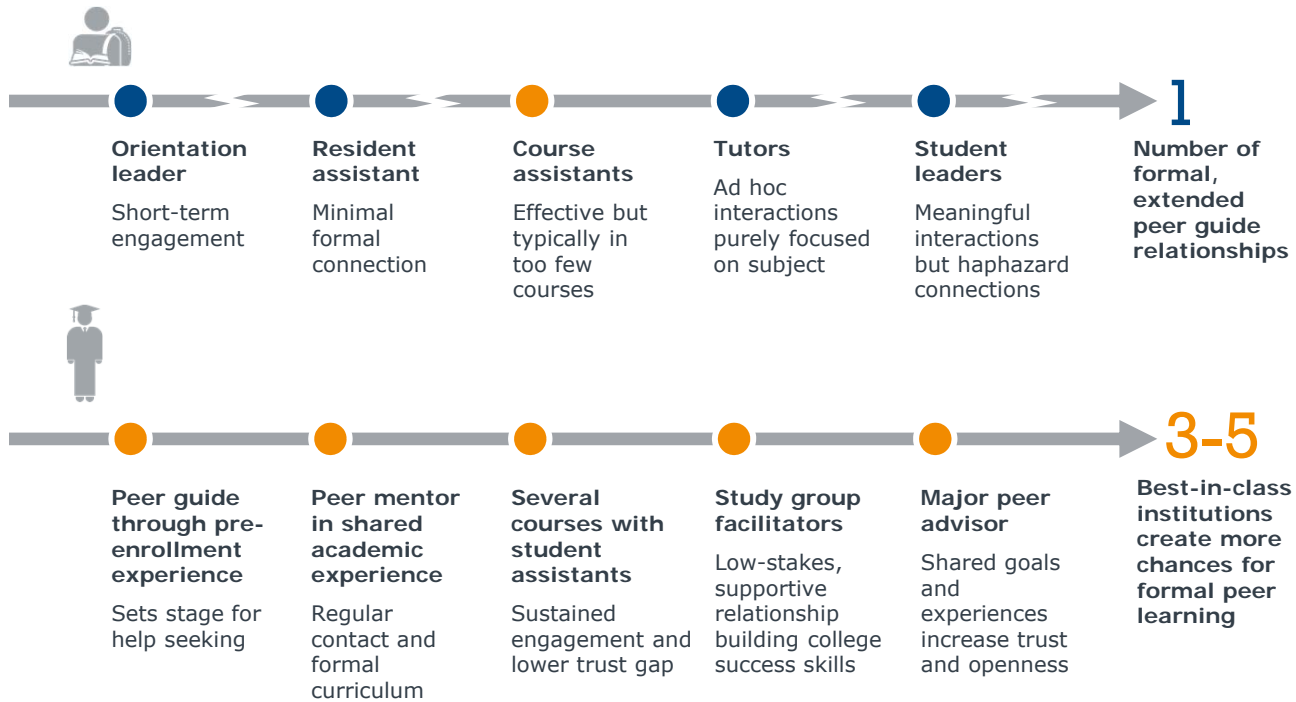 1
Orientation
leader
Short-term
engagement
Resident
assistant
Minimal
formal
connection
Course
assistants
Effective but
typically in
too few
courses
Tutors
Ad hoc
interactions
purely focused
on subject
Student
leaders
Meaningful
interactions
but haphazard
connections
Number of
formal,
extended
peer guide
relationships
3-5
Peer guide
through pre-
enrollment
experience
Sets stage for
help seeking
Peer mentor
in shared
academic
experience
Regular
contact and
formal
curriculum
Several
courses with
student
assistants
Sustained
engagement and
lower trust gap
Study group
facilitators
Low-stakes,
supportive
relationship
building college
success skills
Major peer
advisor
Shared goals
and
experiences
increase trust
and openness
Best-in-class
institutions
create more
chances for
formal peer
learning